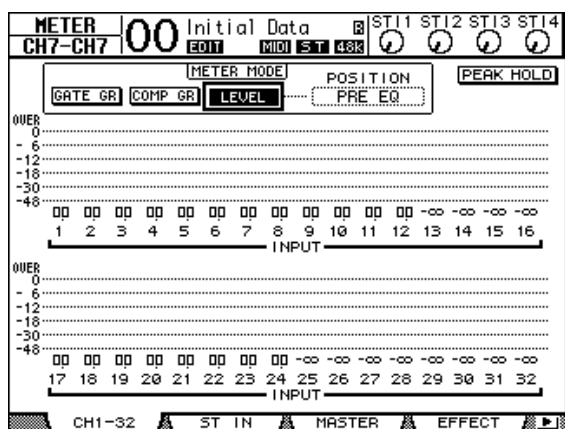 METER 00 Initial Data R STI1 STI2 STI3 STI4
CH7-CH7 EDIT MIDI ST 48k
METER MODE POSITION PEAK HOLD
GATE GR COMP GR LEVEL PRE EQ
OVER
0
- 6
-12
-18
-30
-48
00 00 00 00 00 00 00 00 00 00 00 00 -∞ -∞ -∞ -∞
1 2 3 4 5 6 7 8 9 10 11 12 13 14 15 16
INPUT
OVER
0
- 6
-12
-18
-30
-48
00 00 00 00 00 00 00 00 -∞ -∞ -∞ -∞ -∞ -∞ -∞ -∞
17 18 19 20 21 22 23 24 25 26 27 28 29 30 31 32
INPUT
CH1-32 ST IN MASTER EFFECT